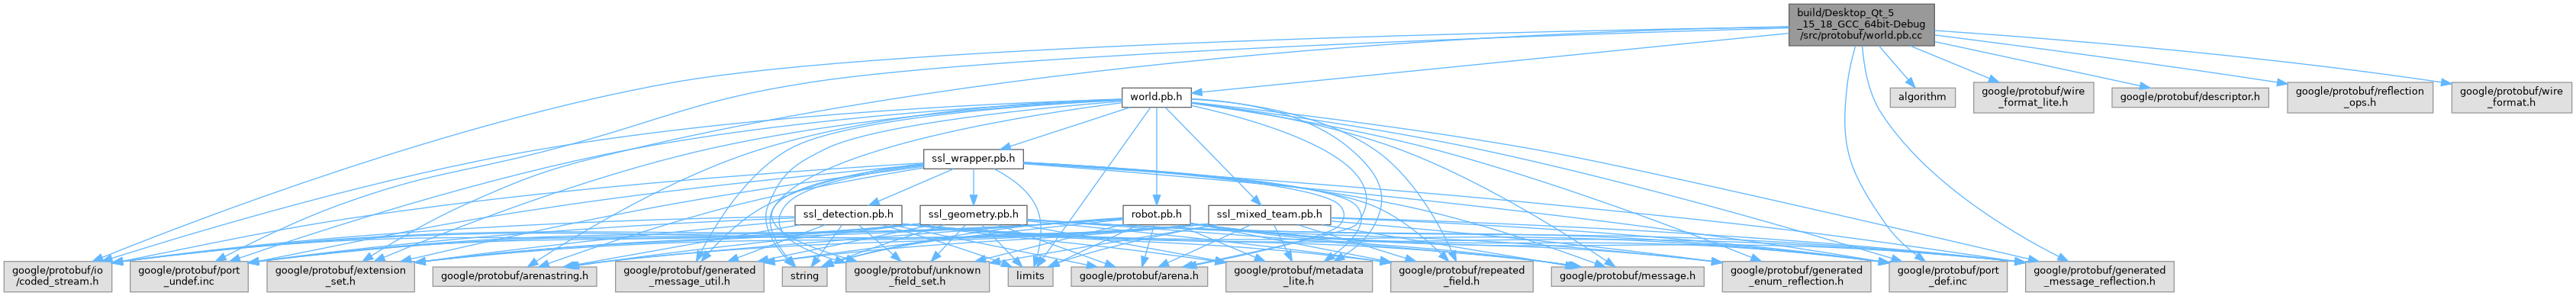 build/Desktop_Qt_5
_15_18_GCC_64bit-Debug
/src/protobuf/world.pb.cc
world.pb.h
algorithm
google/protobuf/wire
_format_lite.h
google/protobuf/descriptor.h
google/protobuf/reflection
_ops.h
google/protobuf/wire
_format.h
ssl_wrapper.pb.h
ssl_detection.pb.h
ssl_geometry.pb.h
robot.pb.h
ssl_mixed_team.pb.h
google/protobuf/io
/coded_stream.h
google/protobuf/port
_undef.inc
google/protobuf/extension
_set.h
google/protobuf/arenastring.h
google/protobuf/generated
_message_util.h
string
google/protobuf/unknown
_field_set.h
limits
google/protobuf/arena.h
google/protobuf/metadata
_lite.h
google/protobuf/repeated
_field.h
google/protobuf/message.h
google/protobuf/generated
_enum_reflection.h
google/protobuf/port
_def.inc
google/protobuf/generated
_message_reflection.h